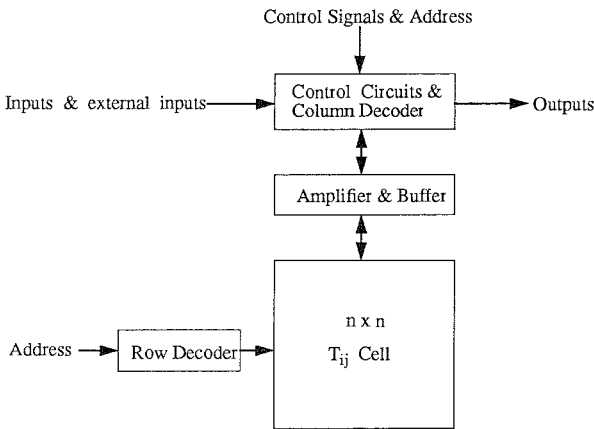 Control Signals & Address
Inputs & external inputs
Control Circuits &
Column Decoder
Outputs
Amplifier & Buffer
n x n
Tij Cell
Address
Row Decoder